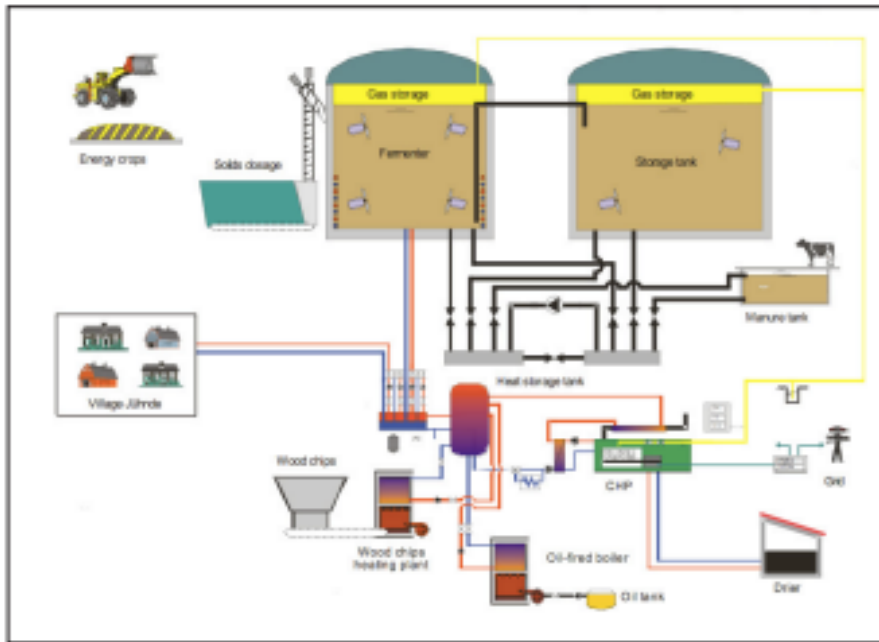 Gas storage
Gas storage
Energy crops
Solids dosage
Fermenter
Storage tank
Manure tank
Village Jühnde
Heat storage tank
Wood chips
CHP
Grid
Wood chips
heating plant
Oil-fired boiler
Oil tank
Drier